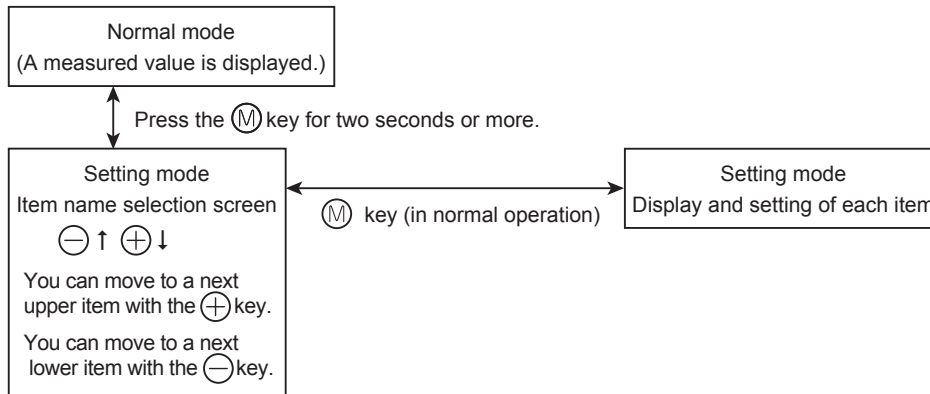 Normal mode
(A measured value is displayed.)
Press the Ⓜ key for two seconds or more.
Setting mode
Item name selection screen
⊖ ↑ ⊕ ↓
You can move to a next
upper item with the ⊕ key.
You can move to a next
lower item with the ⊖ key.
Ⓜ key (in normal operation)
Setting mode
Display and setting of each item